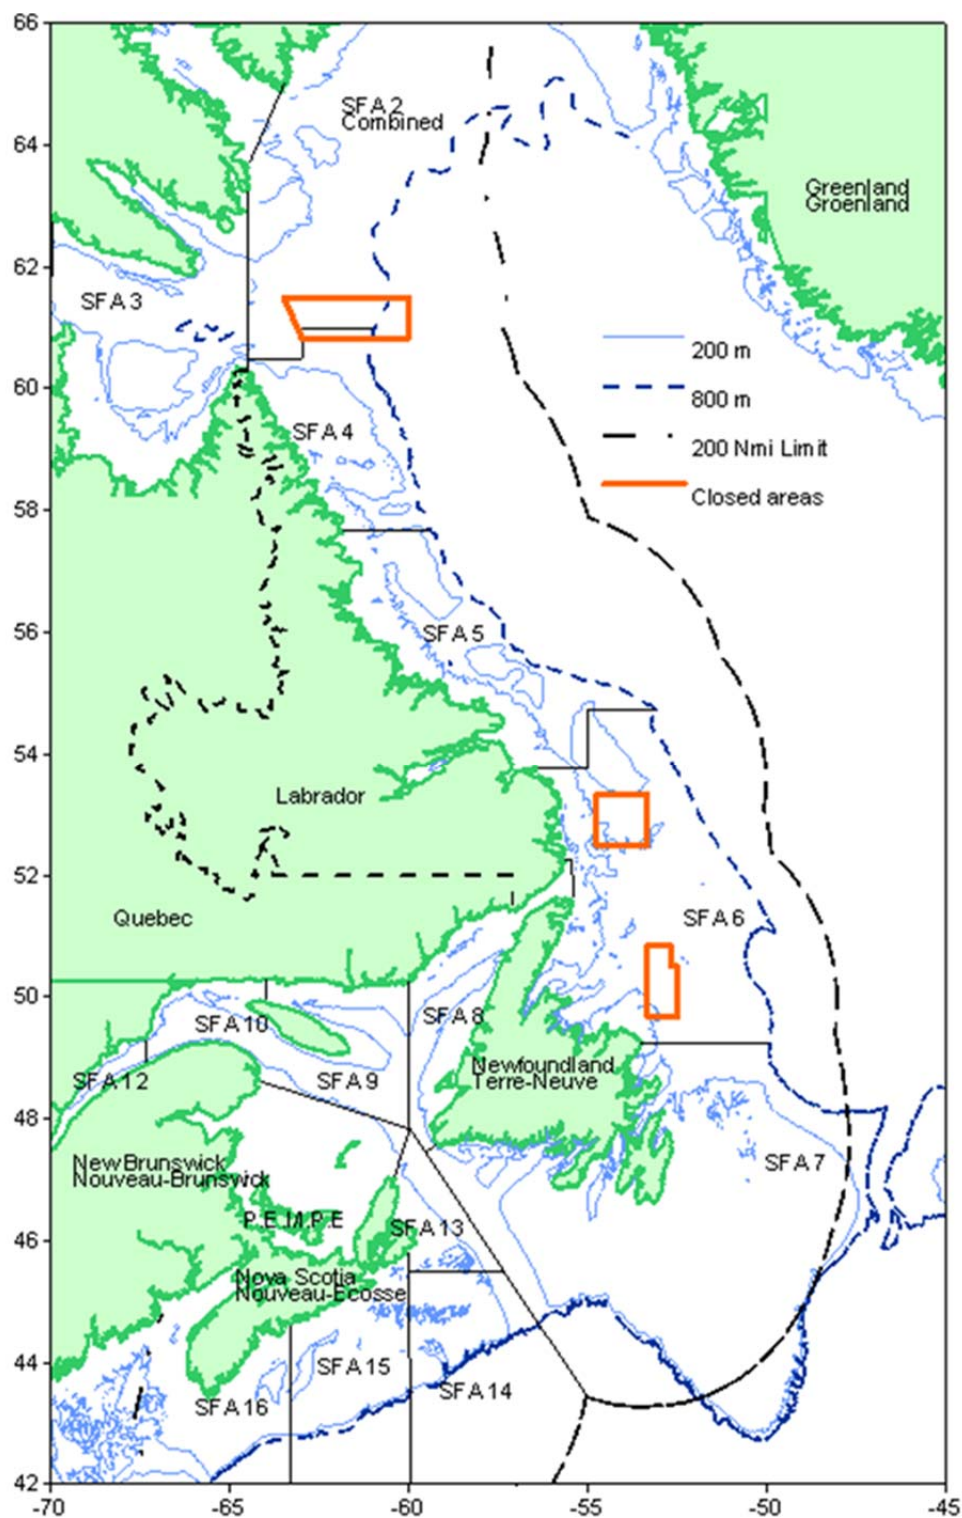 66
64
62
60
58
56
54
52
50
48
46
44
42
-70
-65
-60
-55
-50
-45
SFA 2
Combined
Greenland
Groenland
SFA 3
200 m
800 m
200 Nmi Limit
Closed areas
SFA 4
SFA 5
Labrador
Quebec
SFA 6
SFA 10
SFA 8
SFA 12
SFA 9
Newfoundland
Terre-Neuve
New Brunswick
Nouveau-Brunswick
SFA 7
P.E.I/I.P.E
SFA 13
Nova Scotia
Nouveau-Ecosse
SFA 15
SFA 14
SFA 16